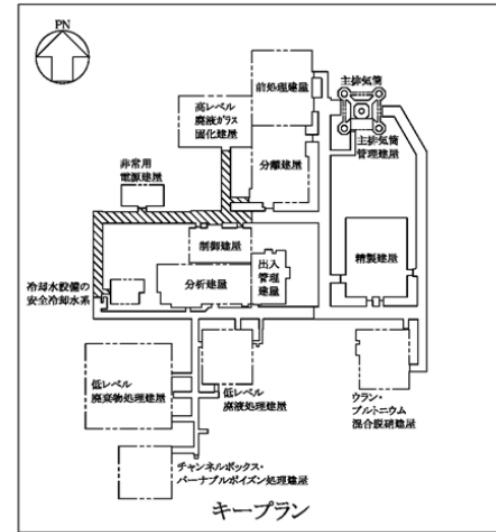 PN
前処理建屋
主排気筒
高レベル
廃液ガラス
固化建屋
主排気筒
管理建屋
分離建屋
非常用
電源建屋
制御建屋
精製建屋
出入
管理
建屋
分析建屋
冷却水設備の
安全冷却水系
低レベル
廃棄物処理建屋
低レベル
廃液処理建屋
ウラン・
プルトニウム
混合脱硝建屋
チャンネルボックス・
バーナブルポイズン処理建屋
キープラン